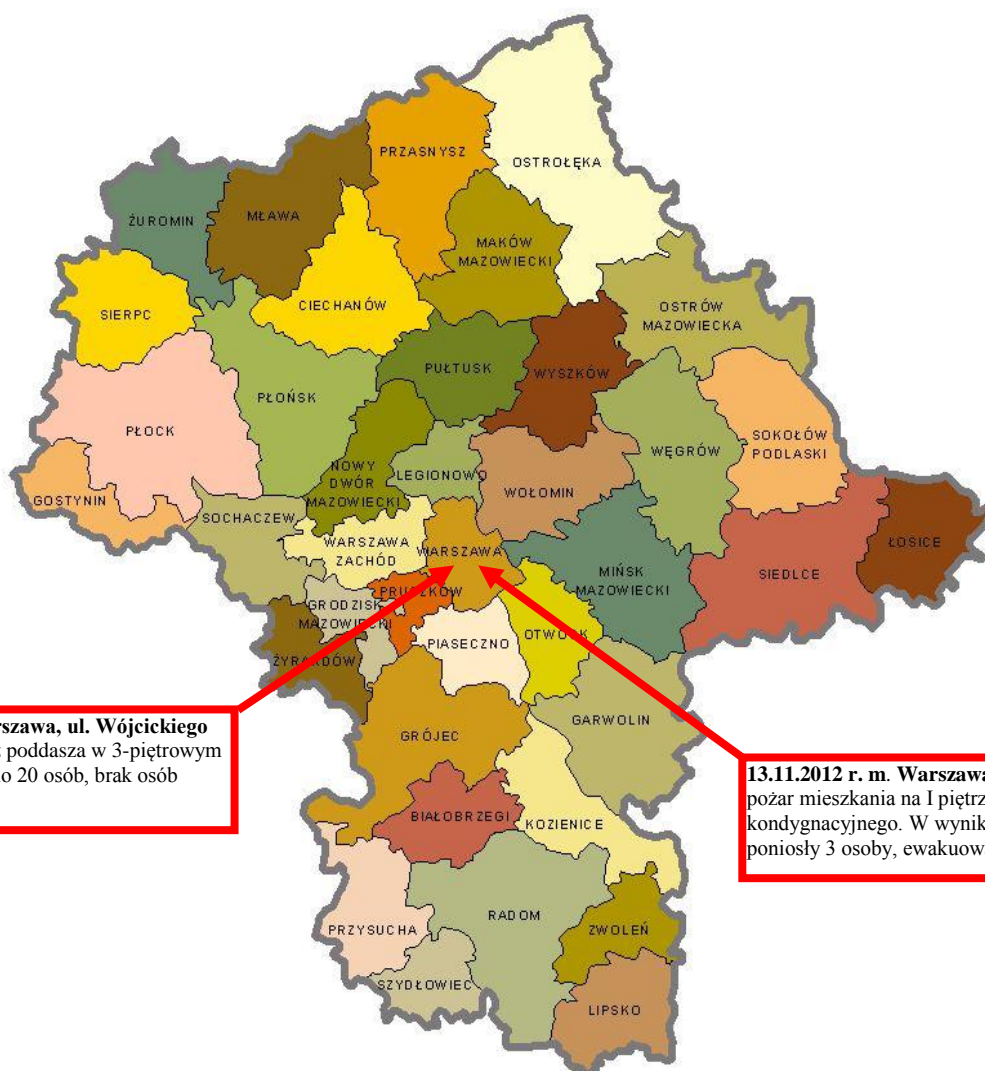 PRZASNYSZ
OSTROŁĘKA
ŻUROMIN
MŁAWA
MAKÓW
MAZOWIECKI
CIECHANÓW
OSTRÓW
MAZOWIECKA
SIERPC
PUŁTUSK
WYSZKÓW
PŁOŃSK
PŁOCK
SOKOŁÓW
PODLASKI
WĘGRÓW
NOWY
DWÓR
MAZOWIECKI
LEGIONOWO
WOŁOMIN
GOSTYNIN
SOCHACZEW
WARSZAWA
ZACHÓD
WARSZAWA
ŁOSICE
SIEDLCE
MIŃSK
MAZOWIECKI
PRUSZKÓW
GRODZISK
MAZOWIECKI
PIASECZNO
OTWOCK
ŻYRARDÓW
GARWOLIN
GRÓJEC
rszawa, ul. Wójcickiego
z poddasza w 3-piętrowym
o 20 osób, brak osób
13.11.2012 r. m. Warszawa
pożar mieszkania na I piętrz
kondygnacyjnego. W wynik
poniosły 3 osoby, ewakuow
BIAŁOBRZEGI
KOZIENICE
PRZYSUCHA
RADOM
ZWOLEŃ
SZYDŁOWIEC
LIPSKO